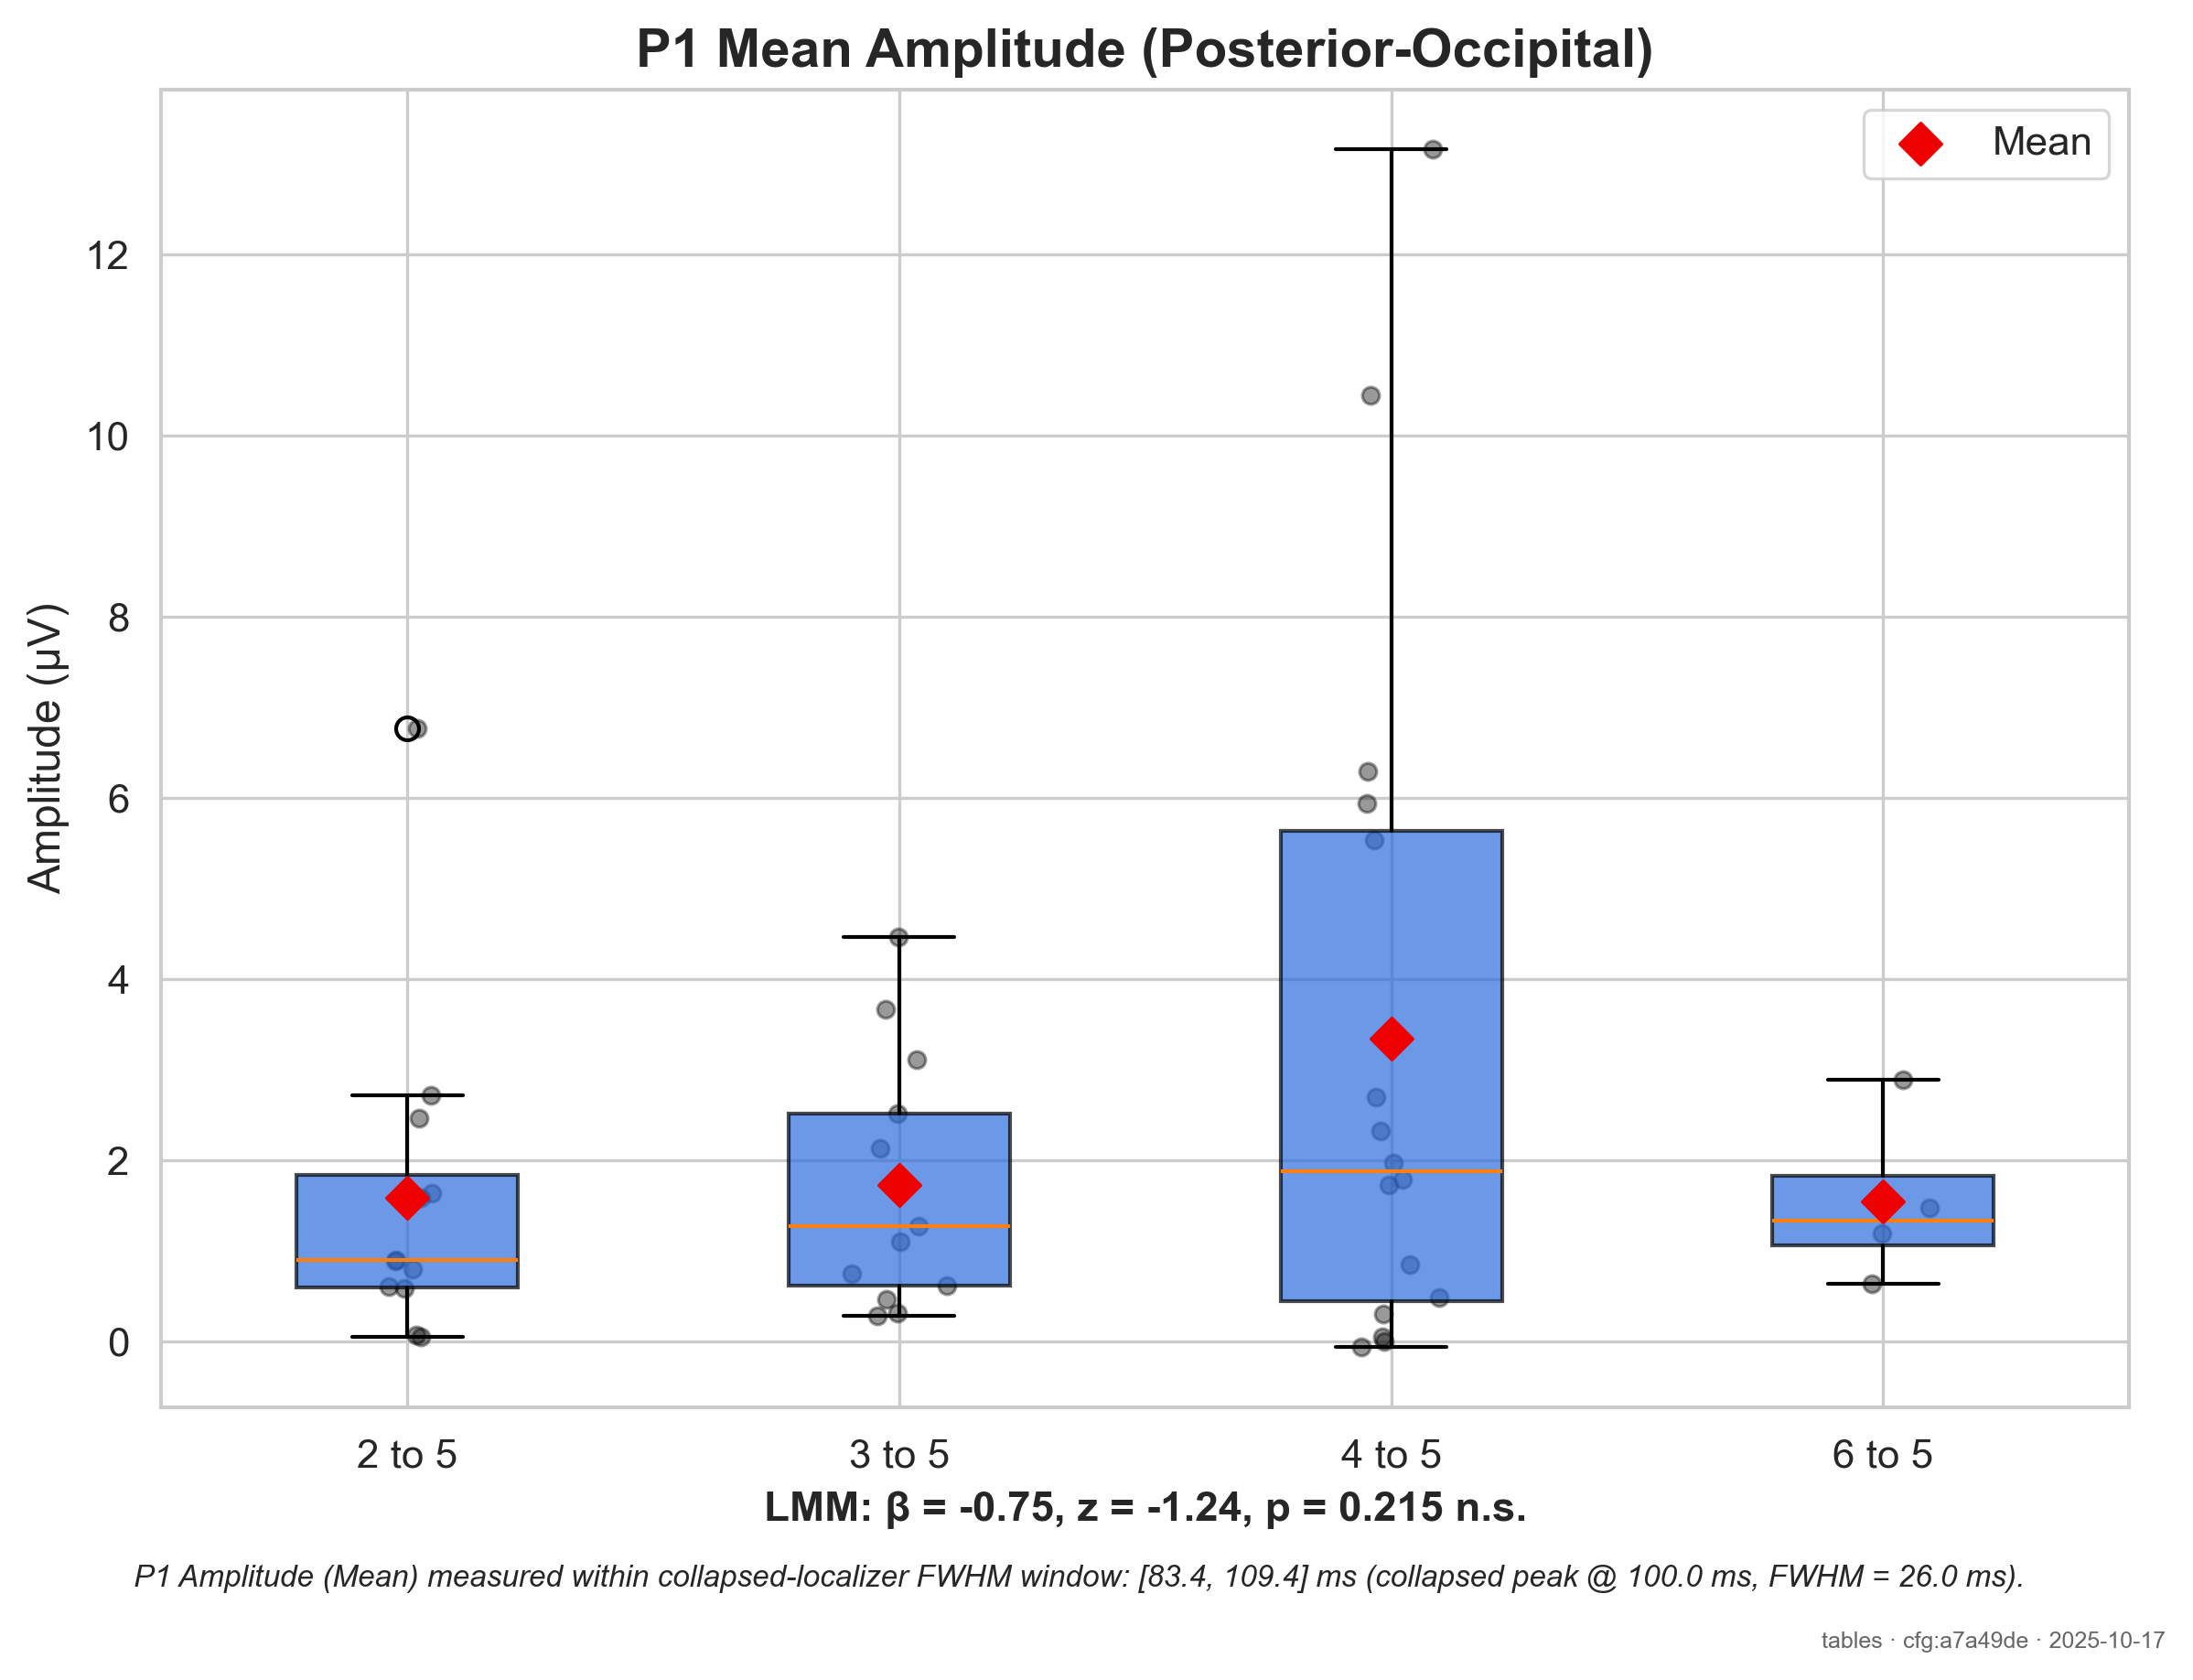 P1 Mean Amplitude (Posterior-Occipital)
Mean
12
10
8
6
4
2
0
Amplitude (µV)
2 to 5
3 to 5
4 to 5
6 to 5
LMM: β = -0.75, z = -1.24, p = 0.215 n.s.
P1 Amplitude (Mean) measured within collapsed-localizer FWHM window: [83.4, 109.4] ms (collapsed peak @ 100.0 ms, FWHM = 26.0 ms).
tables · cfg:a7a49de · 2025-10-17